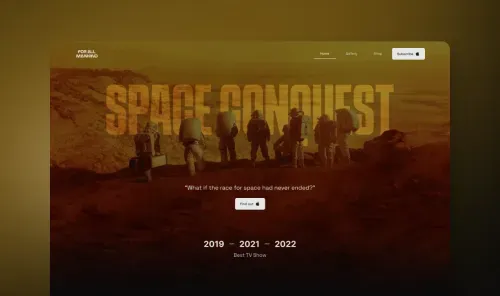 FOR ALL
MANKIND
Home
Gallery
Shop
Subscribe
SPACE CONQUEST
"What if the race for space had never ended?"
Find out
2019 – 2021 – 2022
Best TV Show